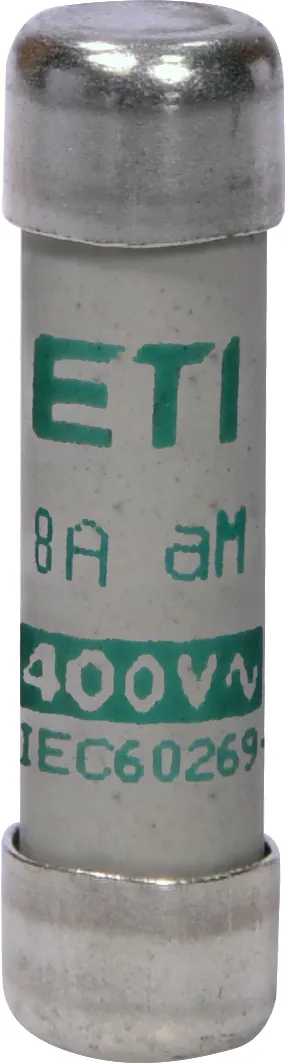 ETI
8A aM
400V~
IEC60269-